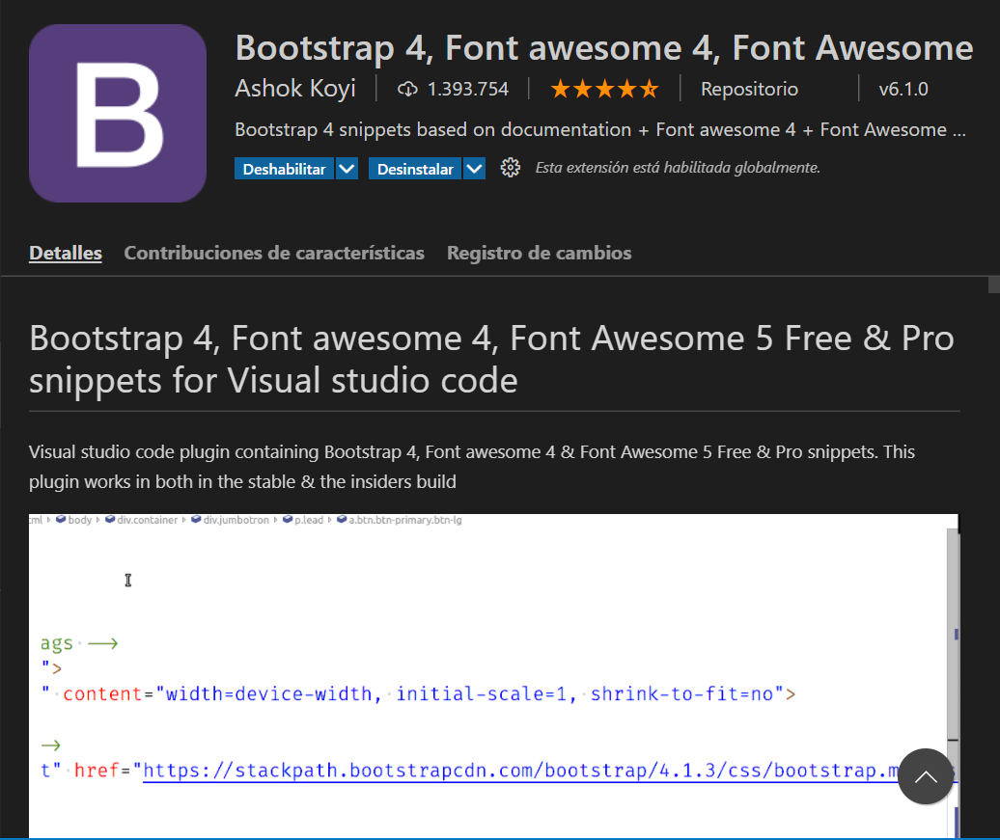 B
Bootstrap 4, Font awesome 4, Font Awesome
Ashok Koyi 1.393.754 Repositorio v6.1.0
Bootstrap 4 snippets based on documentation + Font awesome 4 + Font Awesome ...
Deshabilitar Desinstalar Esta extensión está habilitada globalmente.
Detalles Contribuciones de características Registro de cambios
Bootstrap 4, Font awesome 4, Font Awesome 5 Free & Pro
snippets for Visual studio code
Visual studio code plugin containing Bootstrap 4, Font awesome 4 & Font Awesome 5 Free & Pro snippets. This
plugin works in both in the stable & the insiders build
tml body div.container div.jumbotron p.lead a.btn.btn-primary.btn-lg
ags -->
">
" content="width=device-width, initial-scale=1, shrink-to-fit=no">
->
t" href="https://stackpath.bootstrapcdn.com/bootstrap/4.1.3/css/bootstrap.m